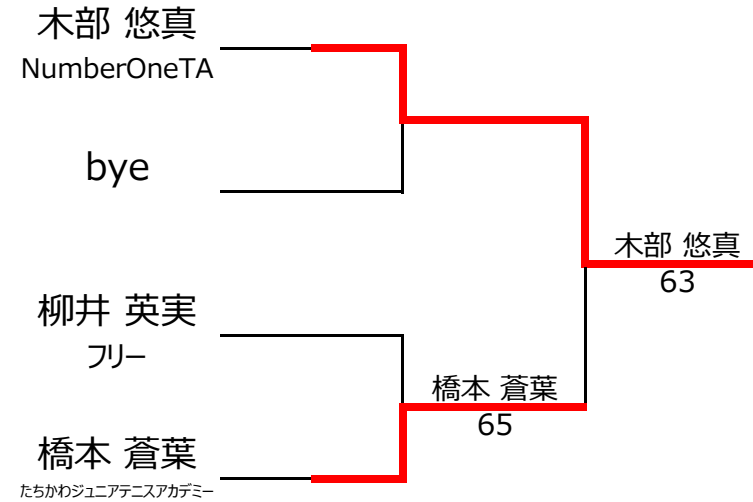 木部 悠真
NumberOneTA
bye
木部 悠真
63
柳井 英実
フリー
橋本 蒼葉
65
橋本 蒼葉
たちかわジュニアテニスアカデミー